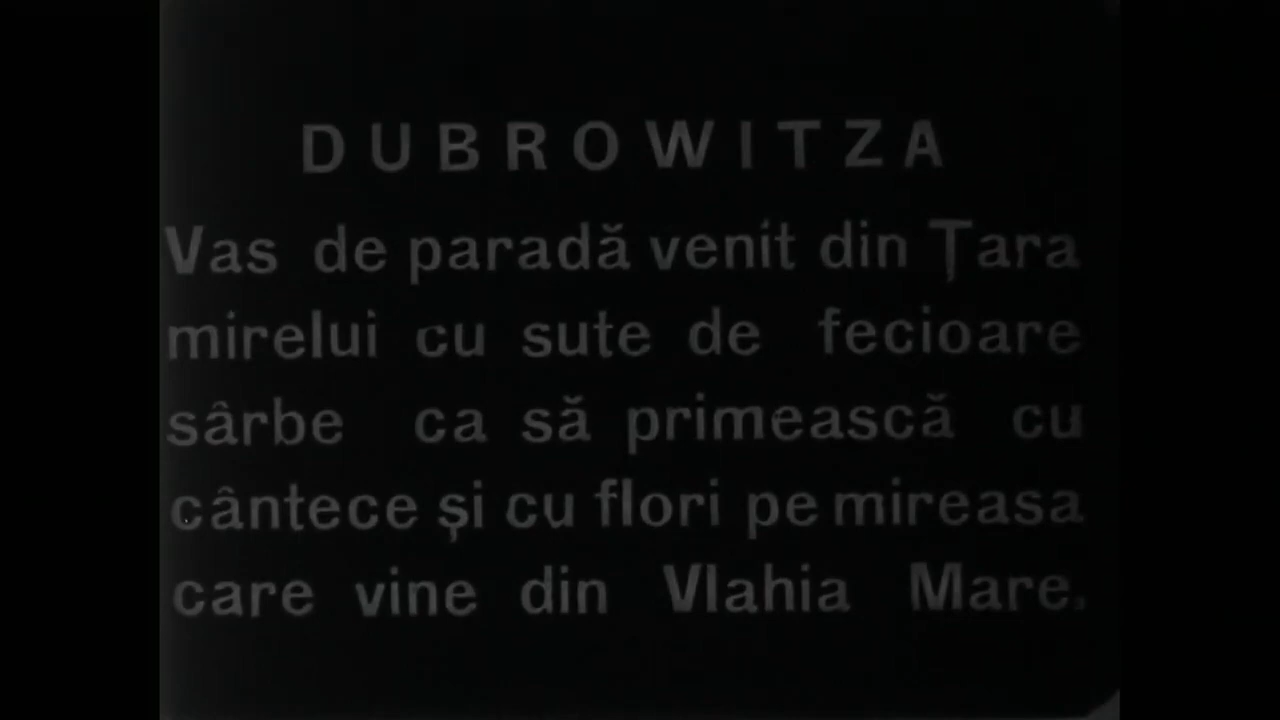 DUBROWITZA
Vas de paradă venit din Țara
mirelui cu sute de fecioare
sârbe ca să primească cu
cântece și cu flori pe mireasa
care vine din Vlahia Mare.